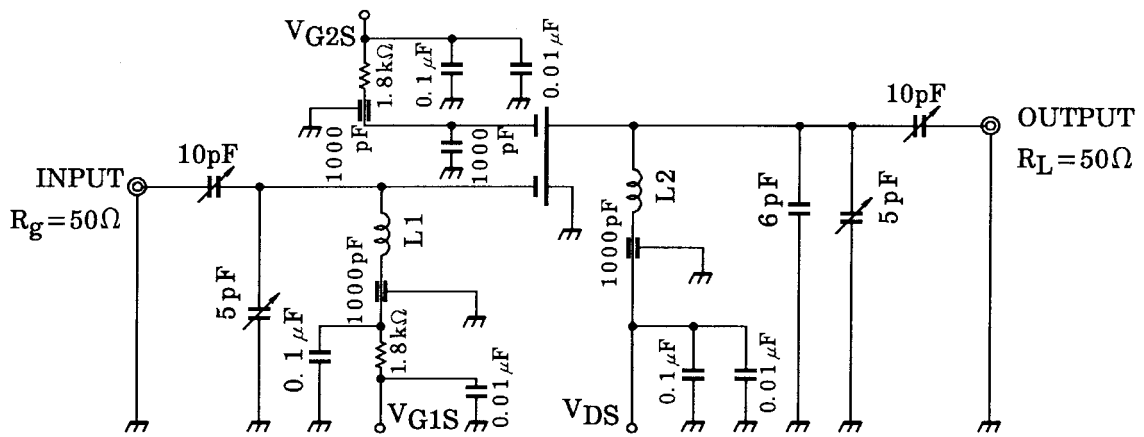 VG2S
1.8kΩ
0.1μF
0.01μF
1000
pF
1000
pF
10pF
INPUT
Rg=50Ω
5pF
L1
1000pF
0.1μF
1.8kΩ
0.01μF
VG1S
L2
1000pF
0.1μF
0.01μF
VDS
6pF
5pF
10pF
OUTPUT
RL=50Ω